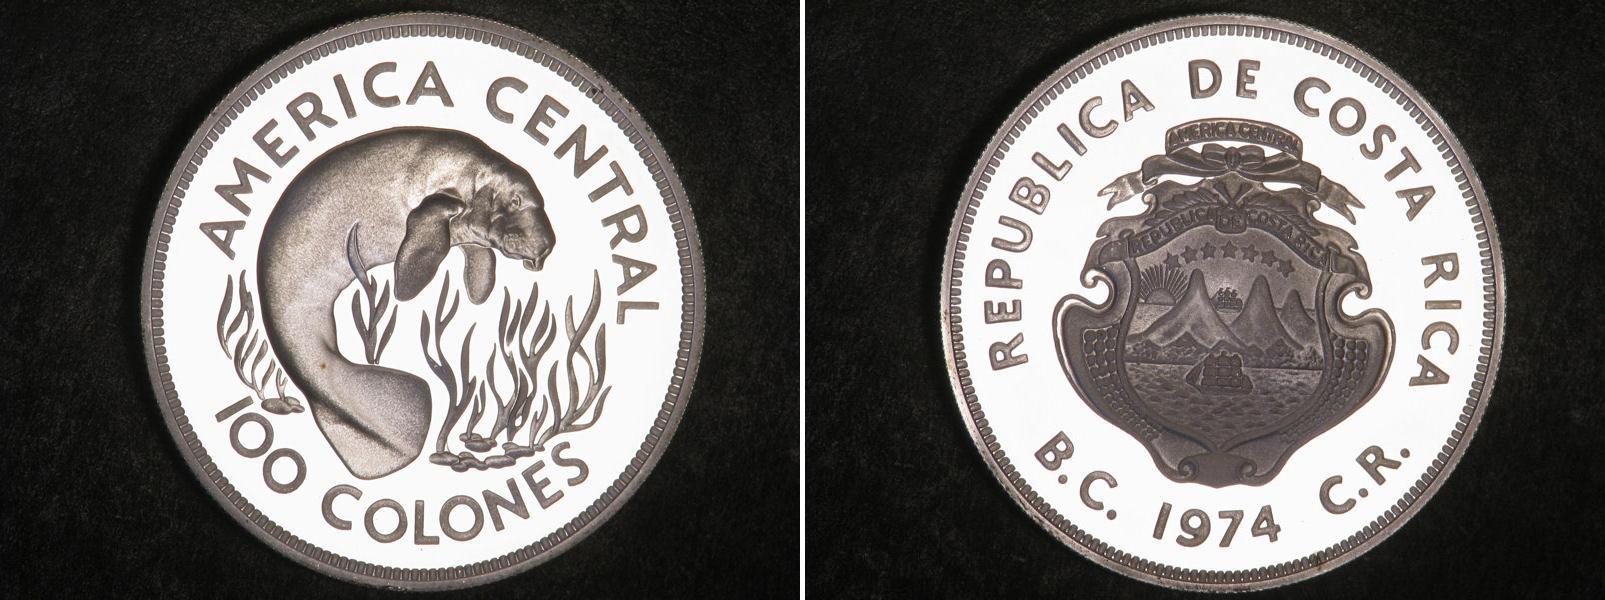 AMERICA CENTRAL
100 COLONES
REPUBLICA DE COSTA RICA
AMERICA CENTRAL
REPUBLICA DE COSTA RICA
B.C. 1974 C.R.